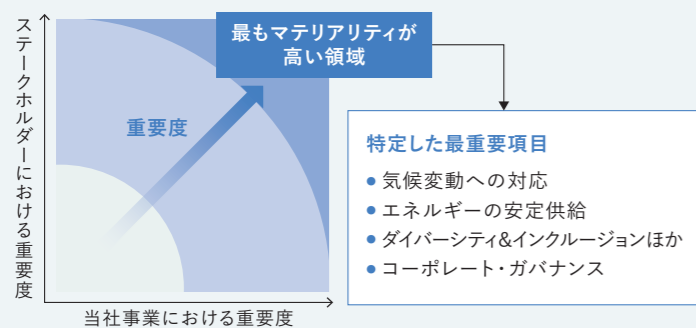 ステークホルダーにおける重要度
最もマテリアリティが
高い領域
重要度
当社事業における重要度
特定した最重要項目
● 気候変動への対応
● エネルギーの安定供給
● ダイバーシティ&インクルージョンほか
● コーポレート・ガバナンス